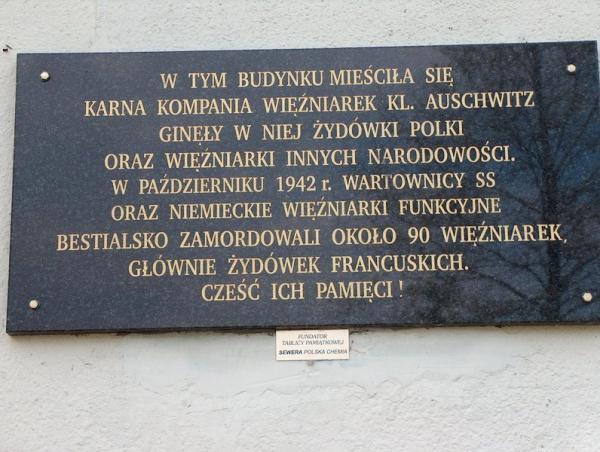 W TYM BUDYNKU MIEŚCIŁA SIĘ
KARNA KOMPANIA WIĘŹNIAREK KL. AUSCHWITZ
GINĘŁY W NIEJ ŻYDÓWKI POLKI
ORAZ WIĘŹNIARKI INNYCH NARODOWOŚCI.
W PAŹDZIERNIKU 1942 r. WARTOWNICY SS
ORAZ NIEMIECKIE WIĘŹNIARKI FUNKCYJNE
BESTIALSKO ZAMORDOWALI OKOŁO 90 WIĘŹNIAREK,
GŁÓWNIE ŻYDÓWEK FRANCUSKICH.
CZEŚĆ ICH PAMIĘCI !
FUNDATOR
TABLICY PAMIĄTKOWEJ
SEWERA POLSKA CHEMIA